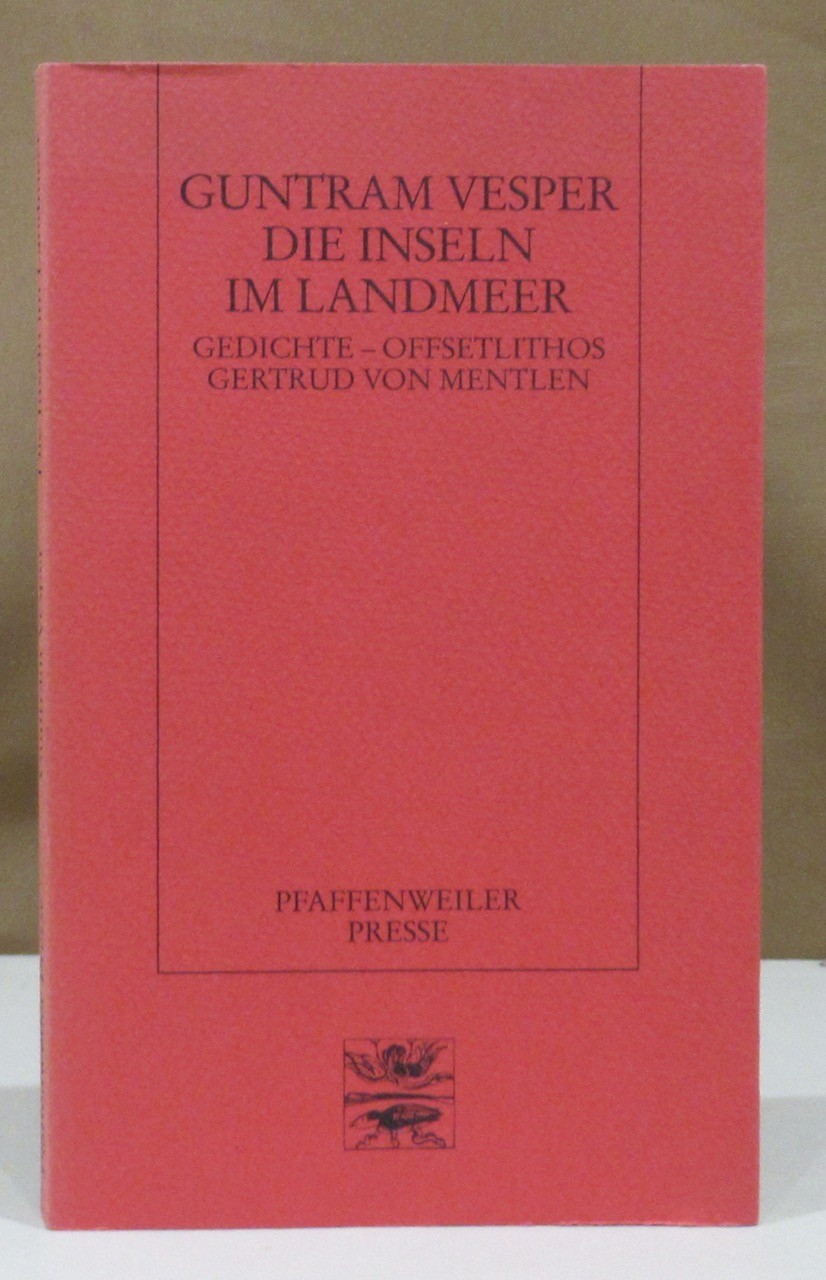 GUNTRAM VESPER
DIE INSELN
IM LANDMEER
GEDICHTE – OFFSETLITHOS
GERTRUD VON MENTLEN
PFAFFENWEILER
PRESSE